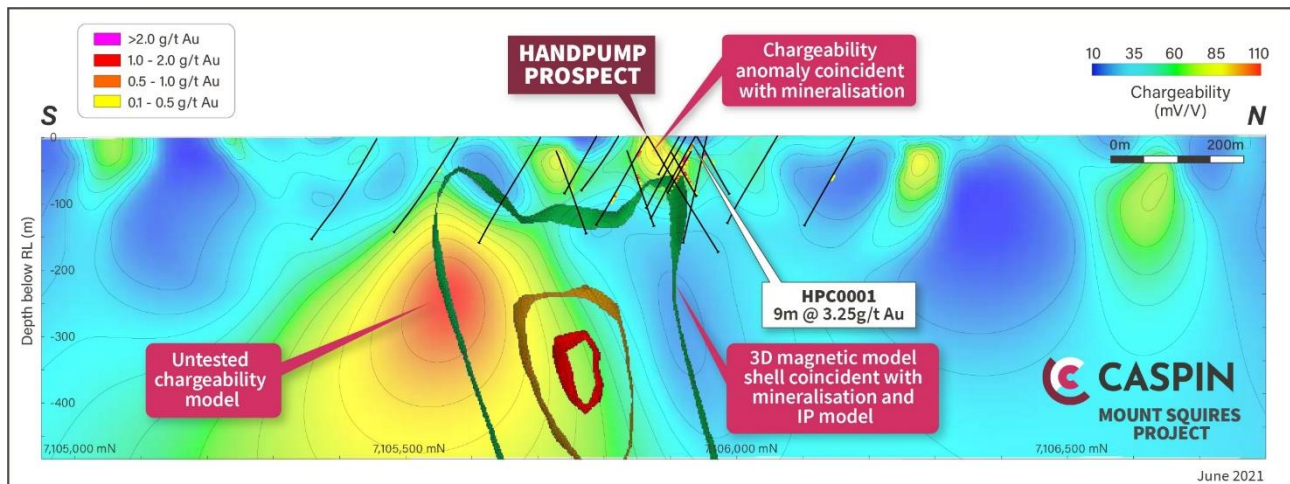 >2.0 g/t Au
1.0 - 2.0 g/t Au
0.5 - 1.0 g/t Au
0.1 - 0.5 g/t Au
HANDPUMP
PROSPECT
Chargeability
anomaly coincident
with mineralisation
10 35 60 85 110
Chargeability
(mV/V)
S
N
0m 200m
0
-100
-200
-300
-400
Depth below RL (m)
HPC0001
9m @ 3.25g/t Au
Untested
chargeability
model
3D magnetic model
shell coincident with
mineralisation and
IP model
CASPIN
MOUNT SQUIRES
PROJECT
7,105,000 mN
7,105,500 mN
7,106,000 mN
7,106,500 mN
June 2021